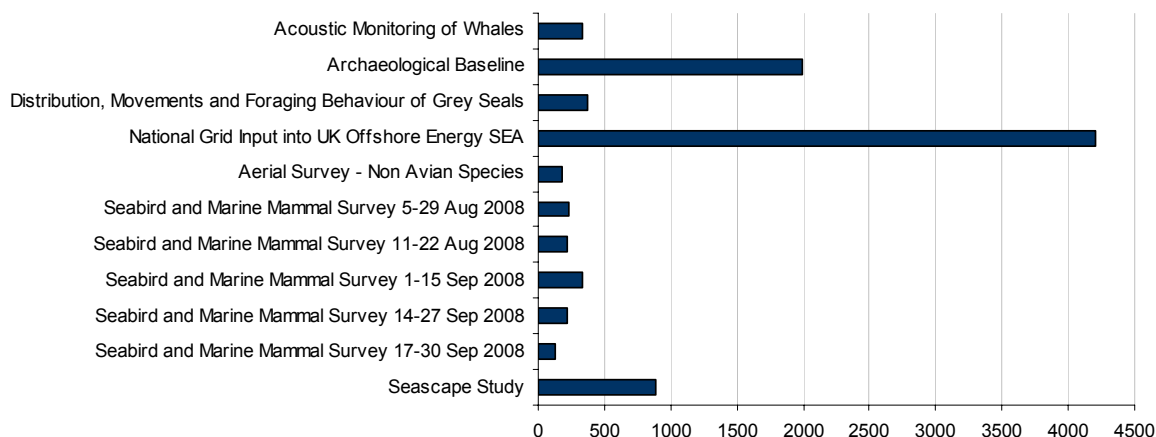 Acoustic Monitoring of Whales
Archaeological Baseline
Distribution, Movements and Foraging Behaviour of Grey Seals
National Grid Input into UK Offshore Energy SEA
Aerial Survey - Non Avian Species
Seabird and Marine Mammal Survey 5-29 Aug 2008
Seabird and Marine Mammal Survey 11-22 Aug 2008
Seabird and Marine Mammal Survey 1-15 Sep 2008
Seabird and Marine Mammal Survey 14-27 Sep 2008
Seabird and Marine Mammal Survey 17-30 Sep 2008
Seascape Study
0 500 1000 1500 2000 2500 3000 3500 4000 4500